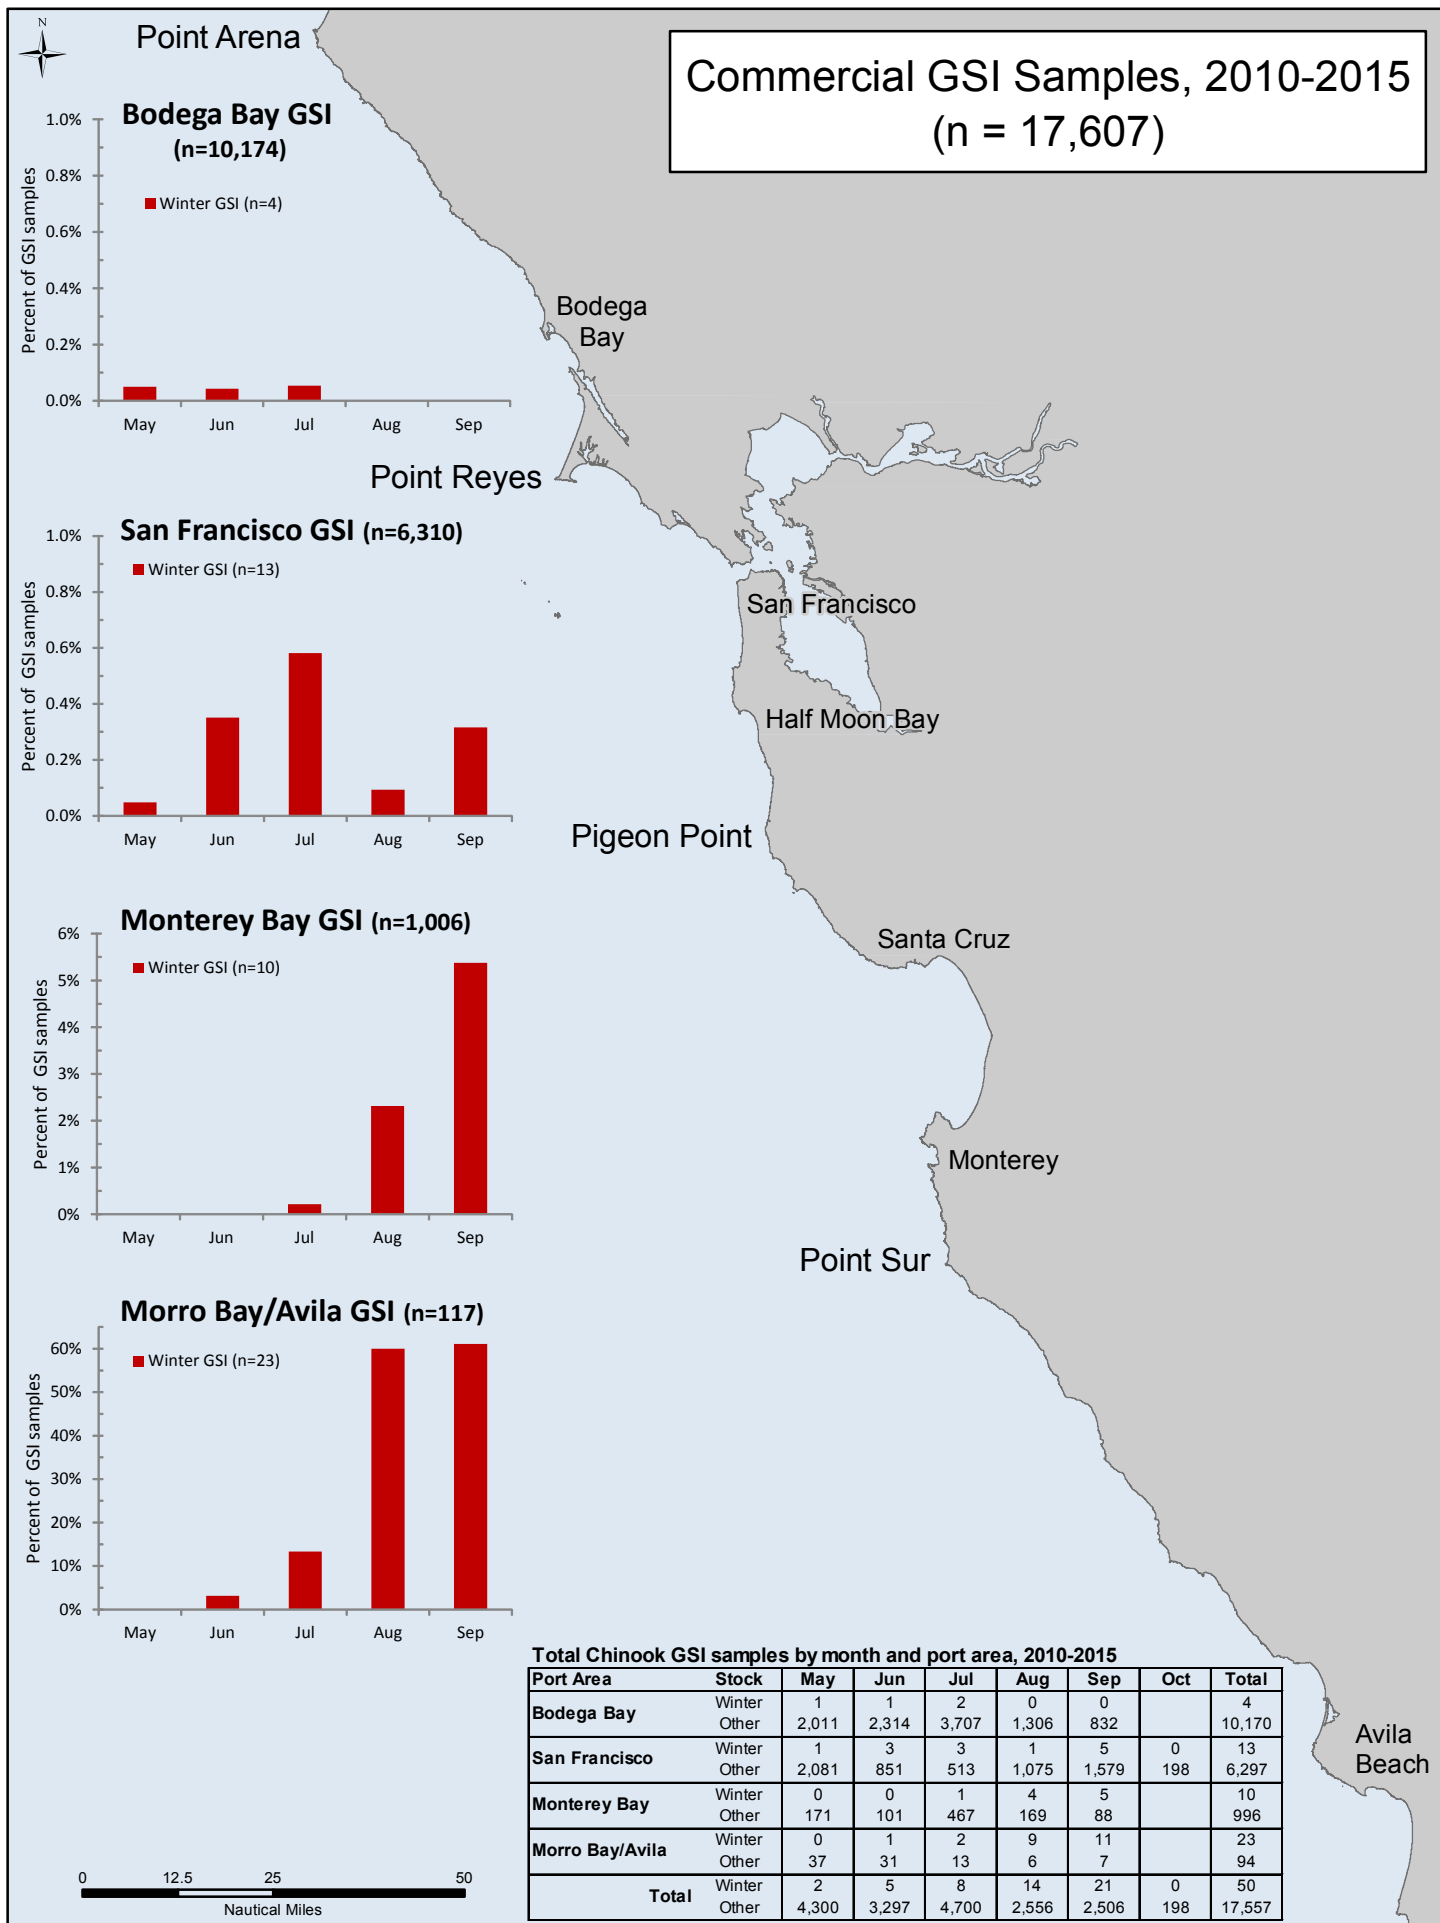 N
Point Arena
Commercial GSI Samples, 2010-2015
(n = 17,607)
Bodega Bay GSI
(n=10,174)
Winter GSI (n=4)
Percent of GSI samples
1.0%
0.8%
0.6%
0.4%
0.2%
0.0%
May Jun Jul Aug Sep
Bodega
Bay
Point Reyes
San Francisco GSI (n=6,310)
Winter GSI (n=13)
Percent of GSI samples
1.0%
0.8%
0.6%
0.4%
0.2%
0.0%
May Jun Jul Aug Sep
San Francisco
Half Moon Bay
Pigeon Point
Monterey Bay GSI (n=1,006)
Winter GSI (n=10)
Percent of GSI samples
6%
5%
4%
3%
2%
1%
0%
May Jun Jul Aug Sep
Santa Cruz
Monterey
Point Sur
Morro Bay/Avila GSI (n=117)
Winter GSI (n=23)
Percent of GSI samples
60%
50%
40%
30%
20%
10%
0%
May Jun Jul Aug Sep
Avila
Beach
Total Chinook GSI samples by month and port area, 2010-2015
Port Area Stock May Jun Jul Aug Sep Oct Total
Bodega Bay
Winter 1 1 2 0 0 4
Other 2,011 2,314 3,707 1,306 832 10,170
San Francisco
Winter 1 3 3 1 5 0 13
Other 2,081 851 513 1,075 1,579 198 6,297
Monterey Bay
Winter 0 0 1 4 5 10
Other 171 101 467 169 88 996
Morro Bay/Avila
Winter 0 1 2 9 11 23
Other 37 31 13 6 7 94
Total
Winter 2 5 8 14 21 0 50
Other 4,300 3,297 4,700 2,556 2,506 198 17,557
0 12.5 25 50
Nautical Miles